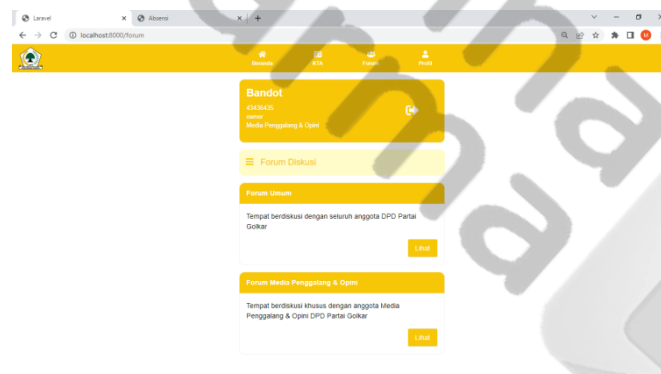 Laravel
Absensi
localhost:8000/forum
Beranda
KTA
Forum
Profil
Bandot
43436435
owner
Media Penggalang & Opini
Forum Diskusi
Forum Umum
Tempat berdiskusi dengan seluruh anggota DPD Partai
Golkar
Lihat
Forum Media Penggalang & Opini
Tempat berdiskusi khusus dengan anggota Media
Penggalang & Opini DPD Partai Golkar
Lihat